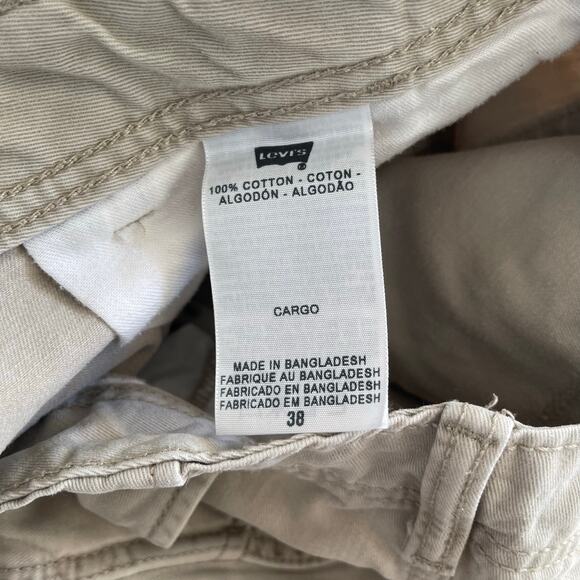 Levi's
100% COTTON - COTON -
ALGODÓN - ALGODÃO
CARGO
MADE IN BANGLADESH
FABRIQUE AU BANGLADESH
FABRICADO EN BANGLADESH
FABRICADO EM BANGLADESH
38